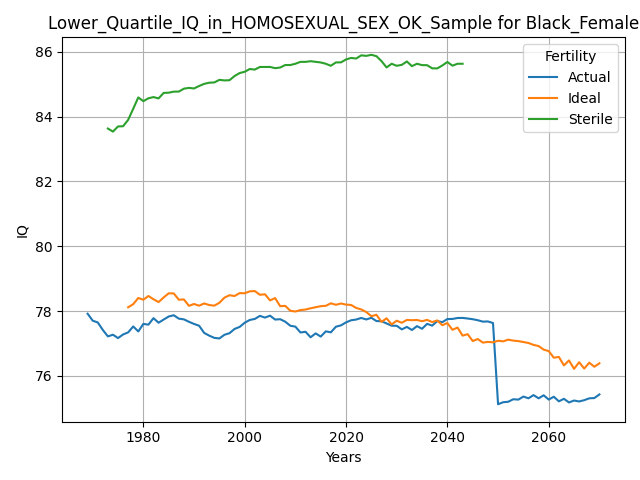 Lower_Quartile_IQ_in_HOMOSEXUAL_SEX_OK_Sample for Black_Female
86
84
82
80
78
76
IQ
Fertility
Actual
Ideal
Sterile
1980
2000
2020
2040
2060
Years